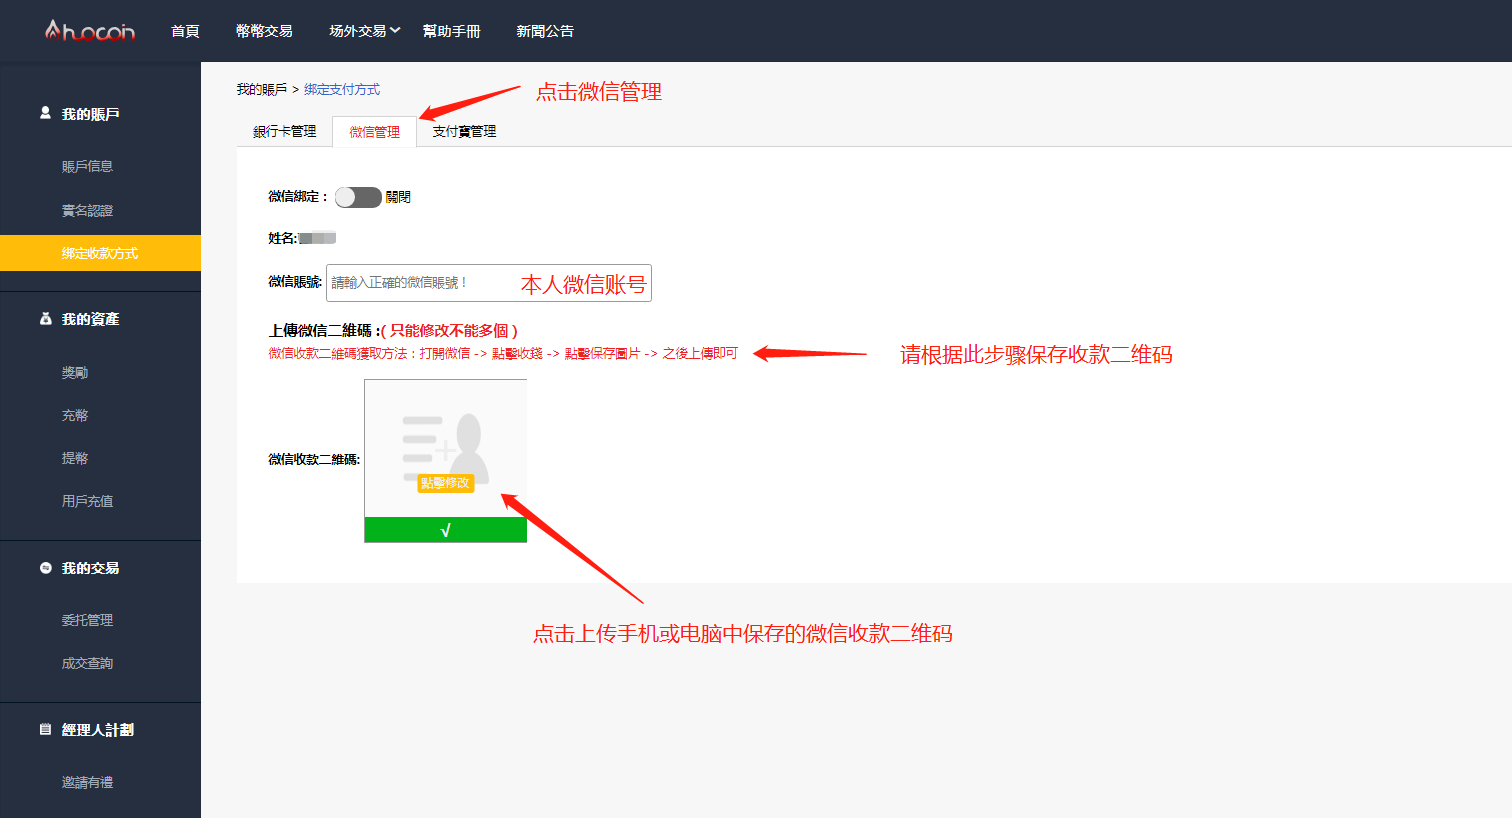 Ahuocoin
首頁 幣幣交易 场外交易 幫助手冊 新聞公告
我的賬戶
賬戶信息
實名認證
綁定收款方式
我的資產
獎勵
充幣
提幣
用戶充值
我的交易
委托管理
成交查詢
經理人計劃
邀請有禮
我的賬戶 > 綁定支付方式
点击微信管理
銀行卡管理 微信管理 支付寶管理
微信綁定： 關閉
姓名:
微信賬號: 請輸入正確的微信賬號！ 本人微信账号
上傳微信二維碼 :( 只能修改不能多個 )
微信收款二維碼獲取方法：打開微信 -> 點擊收錢 -> 點擊保存圖片 -> 之後上傳即可
请根据此步骤保存收款二维码
微信收款二維碼:
點擊修改
√
点击上传手机或电脑中保存的微信收款二维码